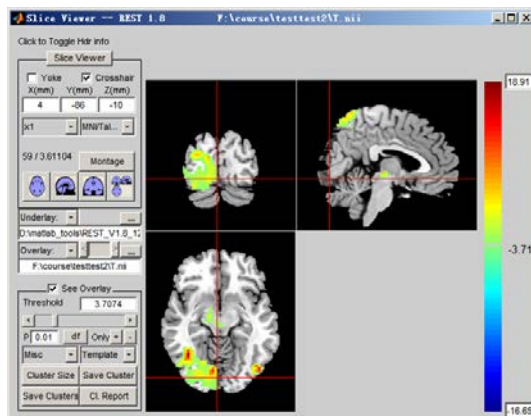 Slice Viewer -- REST 1.8 F:\course\testtest2\T.nii
Click to Toggle Hdr info
Slice Viewer
Yoke Crosshair
X(mm) Y(mm) Z(mm)
4 -86 -10
x1 MNI/Tal...
59 / 3.61104 Montage
Underlay: ...
D:\matlab_tools\REST_V1.8_12
Overlay: ...
F:\course\testtest2\T.nii
See Overlay
Threshold 3.7074
P 0.01 df Only -
Misc Template
Cluster Size Save Cluster
Save Clusters Cl. Report
18.91
-3.71